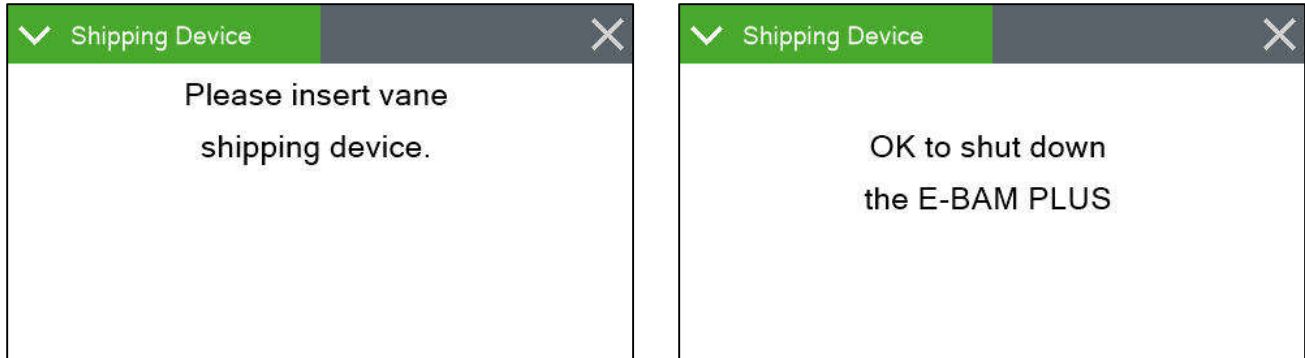 Shipping Device
Please insert vane
shipping device.
Shipping Device
OK to shut down
the E-BAM PLUS